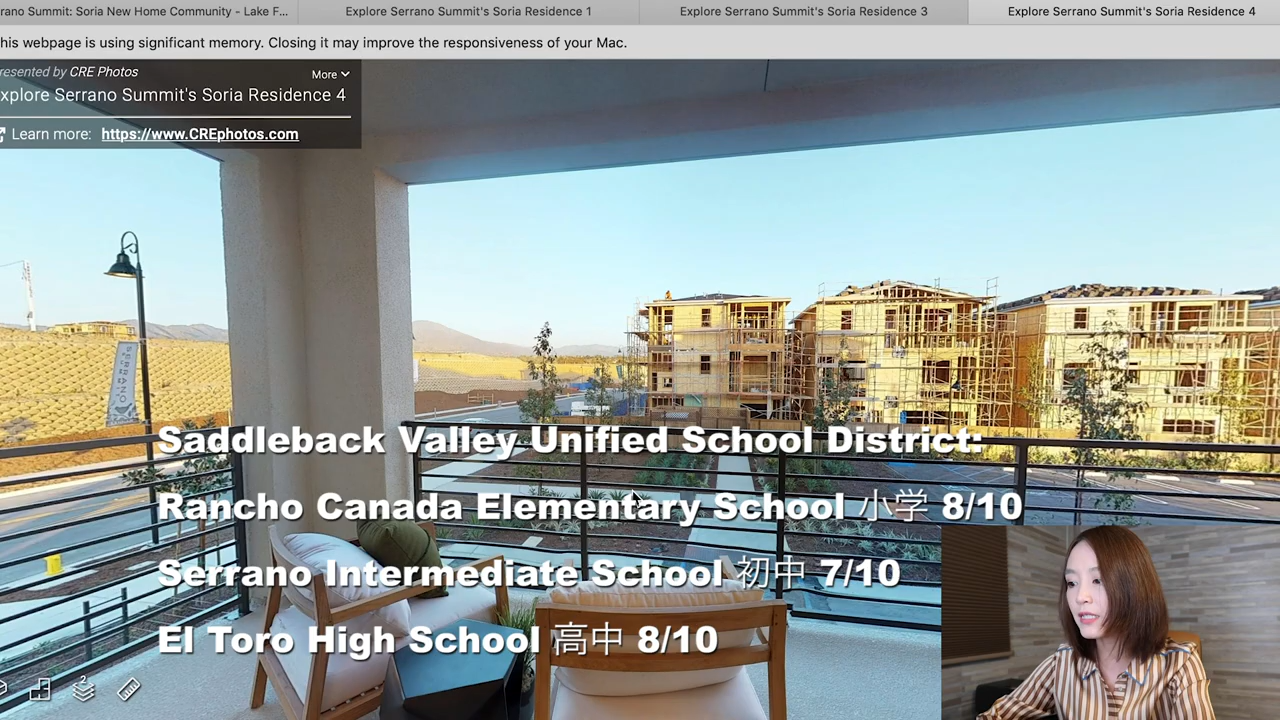 rano Summit: Soria New Home Community - Lake F...
Explore Serrano Summit's Soria Residence 1
Explore Serrano Summit's Soria Residence 3
Explore Serrano Summit's Soria Residence 4
his webpage is using significant memory. Closing it may improve the responsiveness of your Mac.
resented by CRE Photos
More
xplore Serrano Summit's Soria Residence 4
Learn more: https://www.CREphotos.com
SERRANO
Saddleback Valley Unified School District:
Rancho Canada Elementary School 小学 8/10
Serrano Intermediate School 初中 7/10
El Toro High School 高中 8/10
2